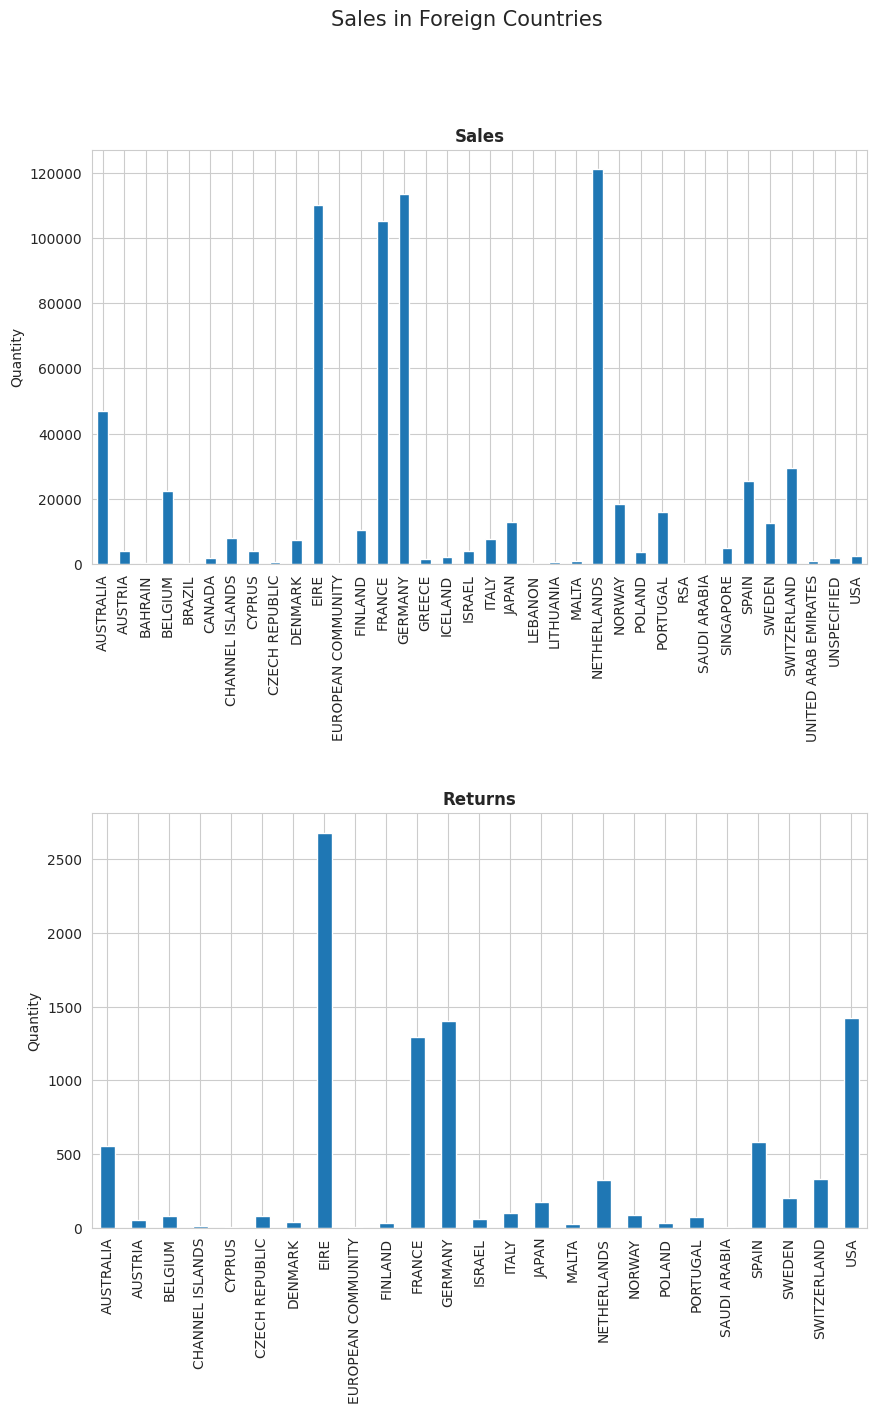 Sales in Foreign Countries
Sales
Quantity
120000
100000
80000
60000
40000
20000
0
AUSTRALIA
AUSTRIA
BAHRAIN
BELGIUM
BRAZIL
CANADA
CHANNEL ISLANDS
CYPRUS
CZECH REPUBLIC
DENMARK
EIRE
EUROPEAN COMMUNITY
FINLAND
FRANCE
GERMANY
GREECE
ICELAND
ISRAEL
ITALY
JAPAN
LEBANON
LITHUANIA
MALTA
NETHERLANDS
NORWAY
POLAND
PORTUGAL
RSA
SAUDI ARABIA
SINGAPORE
SPAIN
SWEDEN
SWITZERLAND
UNITED ARAB EMIRATES
UNSPECIFIED
USA
Returns
Quantity
2500
2000
1500
1000
500
0
AUSTRALIA
AUSTRIA
BELGIUM
CHANNEL ISLANDS
CYPRUS
CZECH REPUBLIC
DENMARK
EIRE
EUROPEAN COMMUNITY
FINLAND
FRANCE
GERMANY
ISRAEL
ITALY
JAPAN
MALTA
NETHERLANDS
NORWAY
POLAND
PORTUGAL
SAUDI ARABIA
SPAIN
SWEDEN
SWITZERLAND
USA